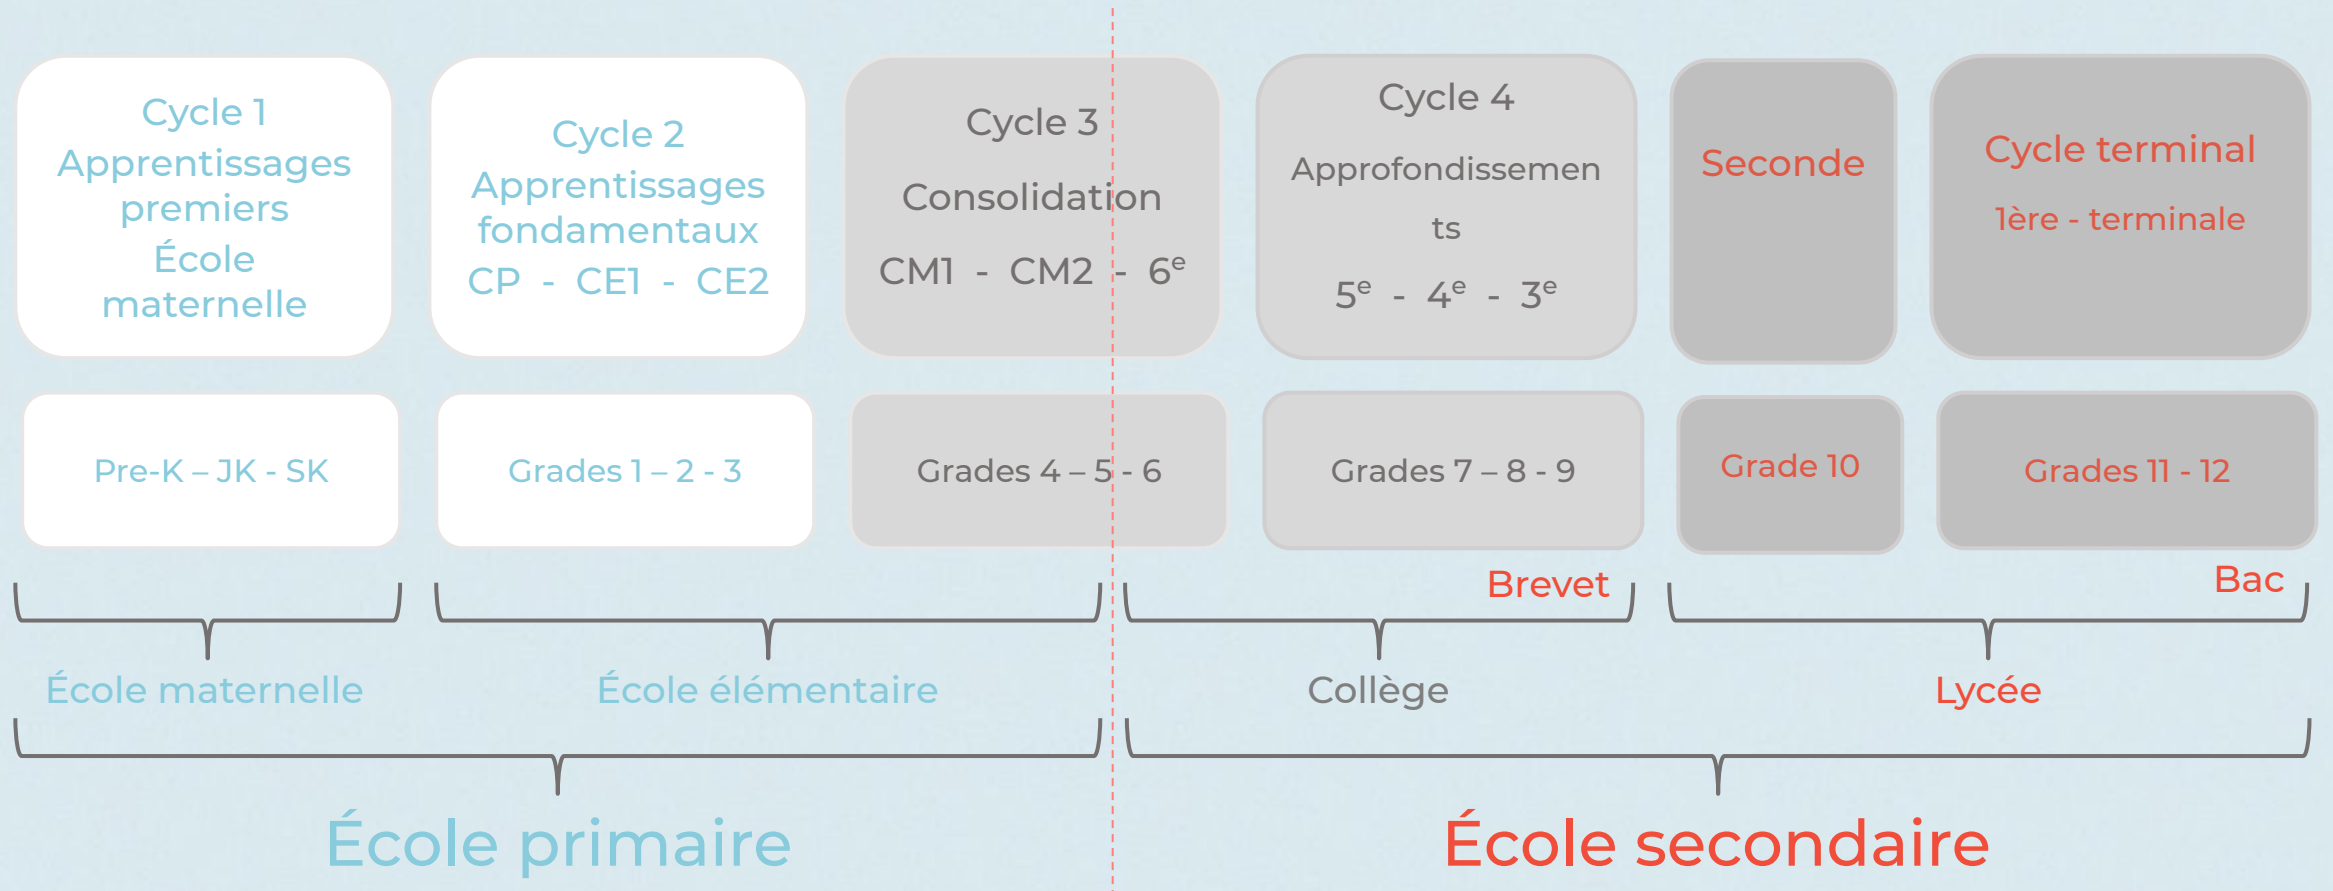 Cycle 1
Apprentissages
premiers
École
maternelle
Cycle 2
Apprentissages
fondamentaux
CP - CE1 - CE2
Cycle 3
Consolidation
CM1 - CM2 - 6e
Cycle 4
Approfondissemen
ts
5e - 4e - 3e
Seconde
Cycle terminal
1ère - terminale
Pre-K – JK - SK
Grades 1 – 2 - 3
Grades 4 – 5 - 6
Grades 7 – 8 - 9
Grade 10
Grades 11 - 12
Brevet
Bac
École maternelle
École élémentaire
Collège
Lycée
École primaire
École secondaire